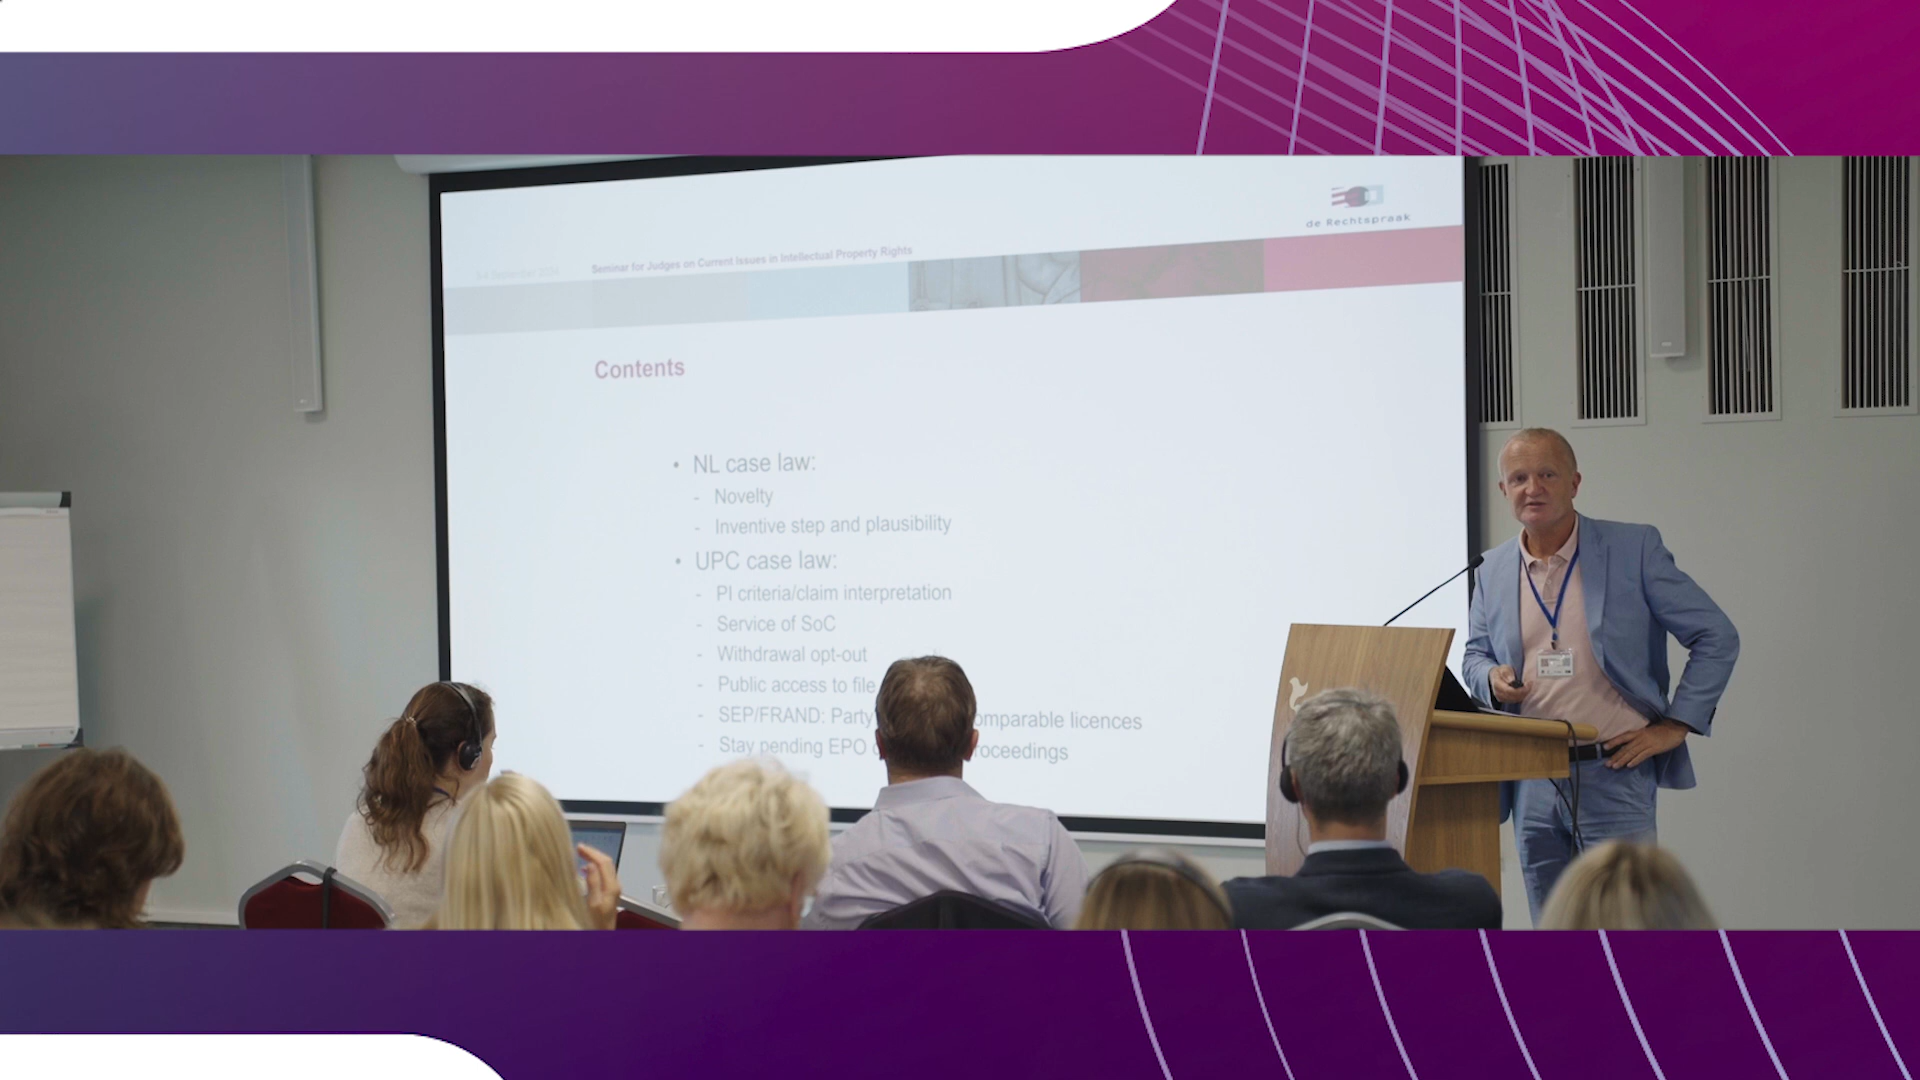 de Rechtspraak
Seminar for Judges on Current Issues in Intellectual Property Rights
Contents
• NL case law:
- Novelty
- Inventive step and plausibility
• UPC case law:
- PI criteria/claim interpretation
- Service of SoC
- Withdrawal opt-out
- Public access to file
- SEP/FRAND: Party omparable licences
- Stay pending EPO roceedings